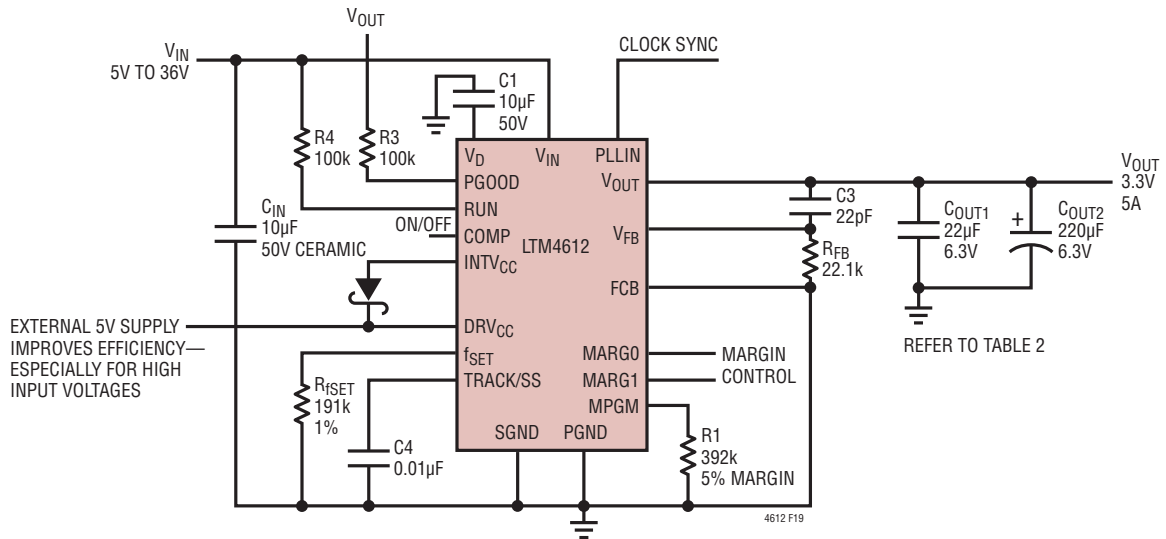 VOUT
VIN
5V TO 36V
CLOCK SYNC
C1
10µF
50V
R4
100k
R3
100k
VD
VIN
PLLIN
PGOOD
VOUT
RUN
ON/OFF
COMP
LTM4612
VFB
INTVCC
FCB
DRVCC
fSET
MARG0
TRACK/SS
MARG1
MPGM
SGND
PGND
CIN
10µF
50V CERAMIC
C3
22pF
RFB
22.1k
COUT1
22µF
6.3V
+
COUT2
220µF
6.3V
VOUT
3.3V
5A
REFER TO TABLE 2
EXTERNAL 5V SUPPLY
IMPROVES EFFICIENCY—
ESPECIALLY FOR HIGH
INPUT VOLTAGES
MARGIN
CONTROL
RfSET
191k
1%
C4
0.01µF
R1
392k
5% MARGIN
4612 F19